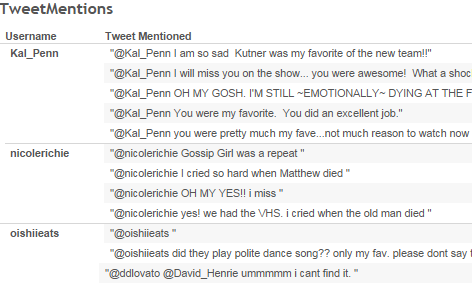 TweetMentions
Username Tweet Mentioned
Kal_Penn "@Kal_Penn I am so sad Kutner was my favorite of the new team!!"
"@Kal_Penn I will miss you on the show... you were awesome! What a shoc
"@Kal_Penn OH MY GOSH. I'M STILL ~EMOTIONALLY~ DYING AT THE F
"@Kal_Penn You were my favorite. You did an excellent job."
"@Kal_Penn you were pretty much my fave...not much reason to watch now
nicolerichie "@nicolerichie Gossip Girl was a repeat "
"@nicolerichie I cried so hard when Matthew died "
"@nicolerichie OH MY YES!! i miss "
"@nicolerichie yes! we had the VHS. i cried when the old man died "
oishiieats "@oishiieats "
"@oishiieats did they play polite dance song?? only my fav. please dont say t
"@ddlovato @David_Henrie ummmmm i cant find it. "